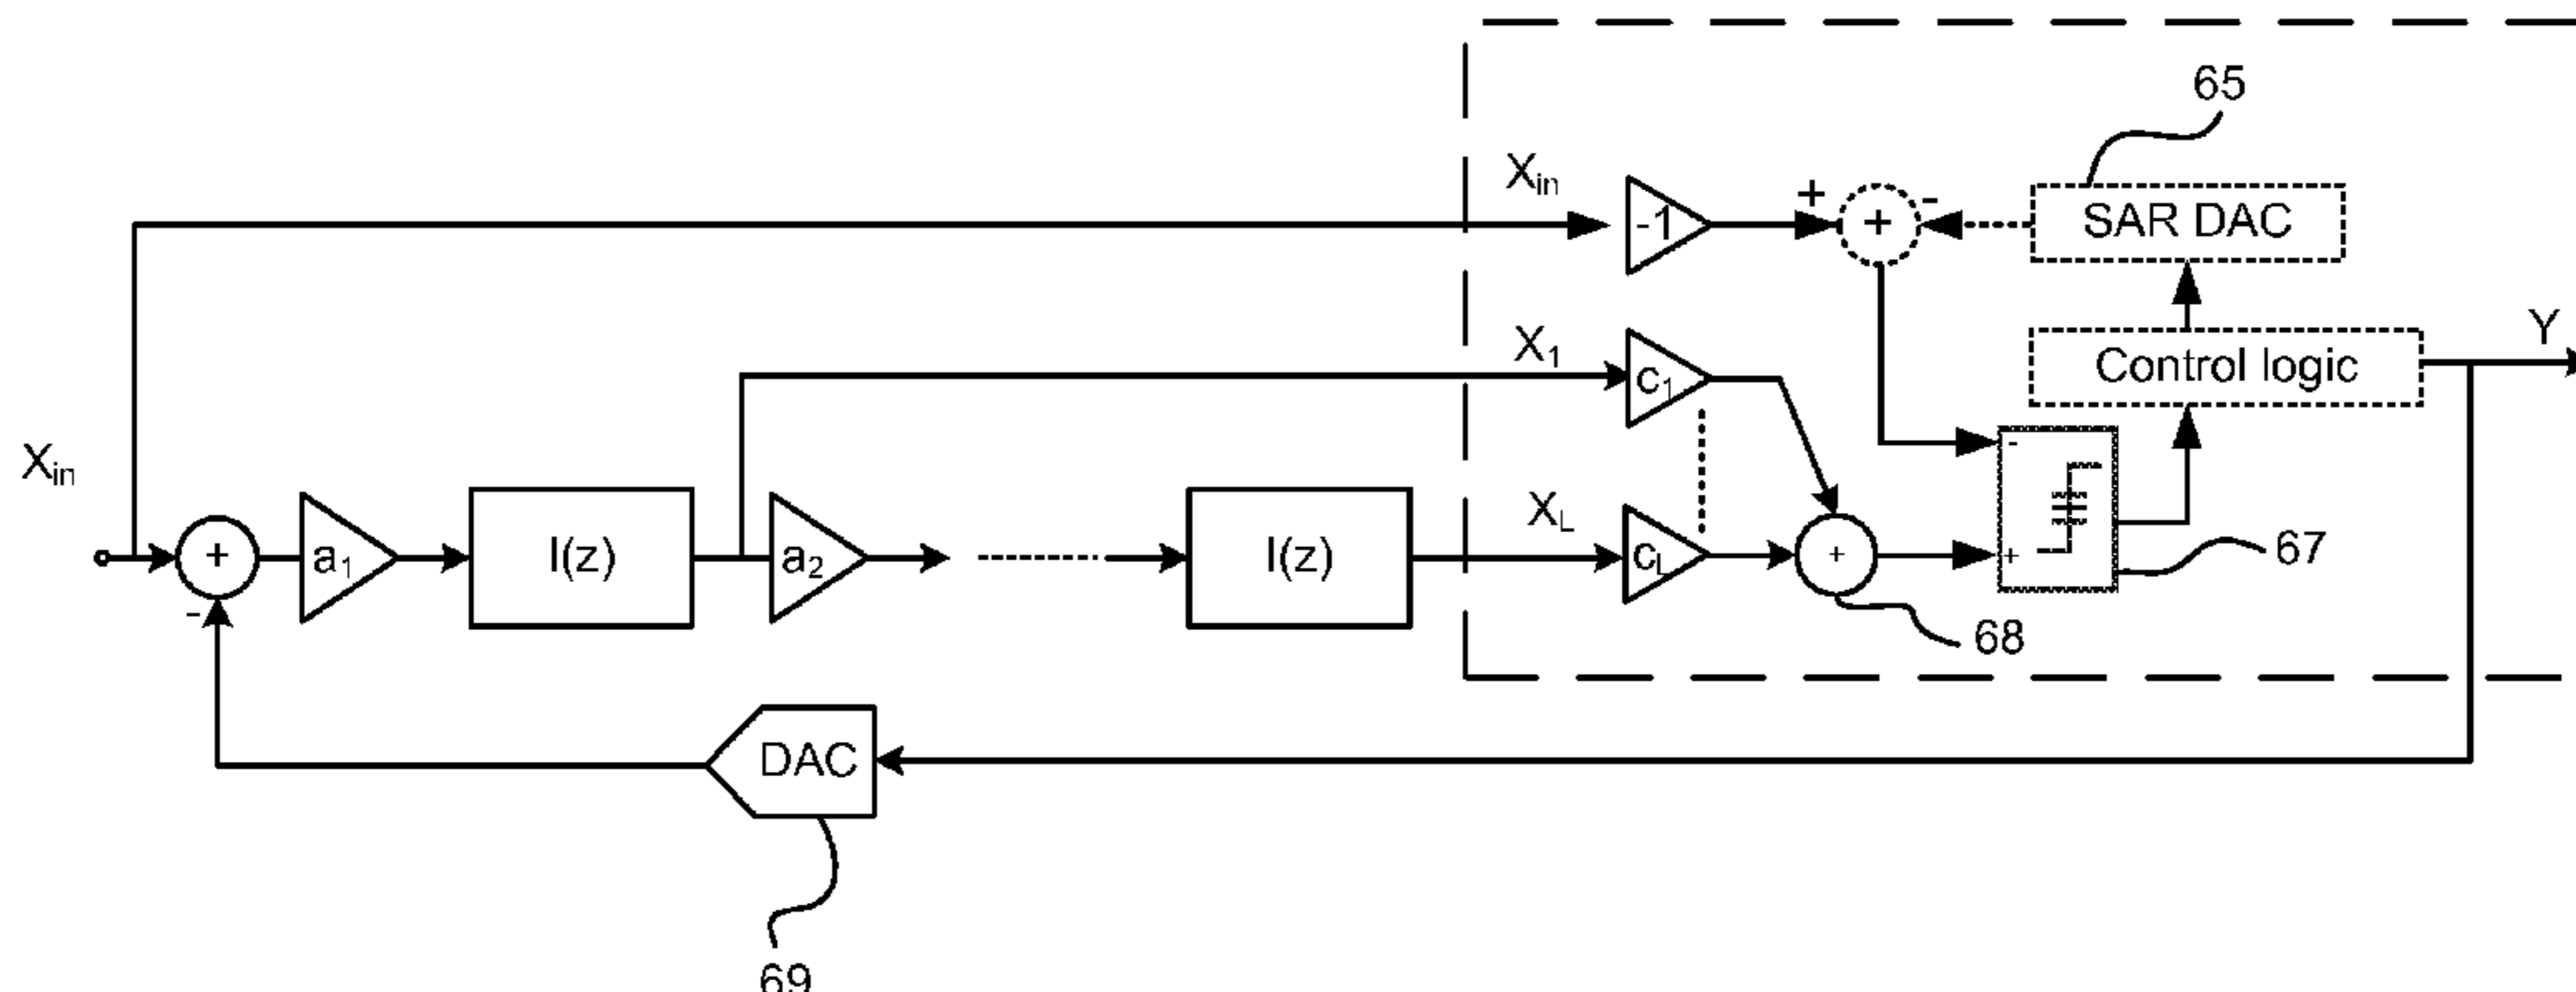 65
Xin
-1
+
+
-
SAR DAC
X1
c1
Control logic
Y
Xin
+
-
a1
I(z)
a2
I(z)
XL
cL
+
-
+
67
68
DAC
69